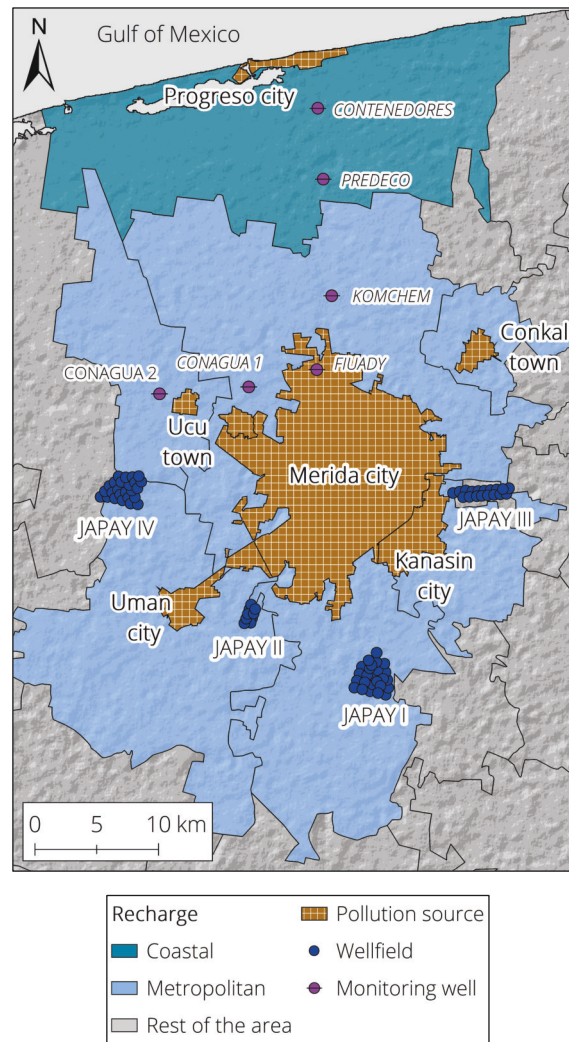 N
Gulf of Mexico
Progreso city
CONTENEDORES
PREDECO
KOMCHEM
Conkal
town
CONAGUA 1
FIUADY
CONAGUA 2
Ucu
town
Merida city
JAPAY IV
JAPAY III
Kanasin
city
Uman
city
JAPAY II
JAPAY I
0 5 10 km
Recharge
Coastal
Metropolitan
Rest of the area
Pollution source
Wellfield
Monitoring well